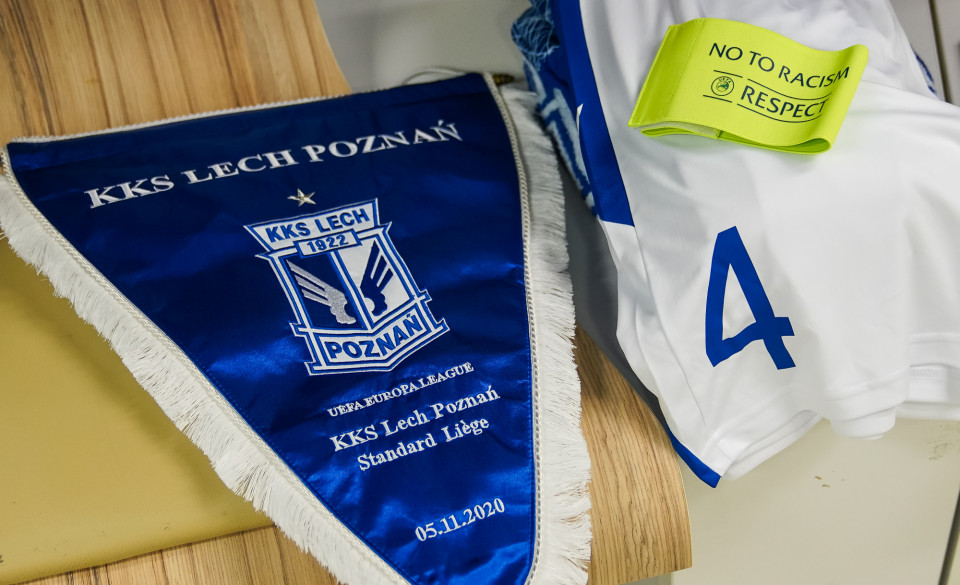 KKS LECH POZNAŃ
KKS LECH
1922
POZNAŃ
UEFA EUROPA LEAGUE
KKS Lech Poznań
Standard Liège
05.11.2020
NO TO RACISM
RESPECT
4